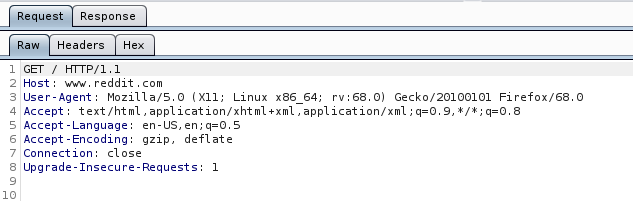 Request Response
Raw Headers Hex
1 GET / HTTP/1.1
2 Host: www.reddit.com
3 User-Agent: Mozilla/5.0 (X11; Linux x86_64; rv:68.0) Gecko/20100101 Firefox/68.0
4 Accept: text/html,application/xhtml+xml,application/xml;q=0.9,*/*;q=0.8
5 Accept-Language: en-US,en;q=0.5
6 Accept-Encoding: gzip, deflate
7 Connection: close
8 Upgrade-Insecure-Requests: 1
9
10